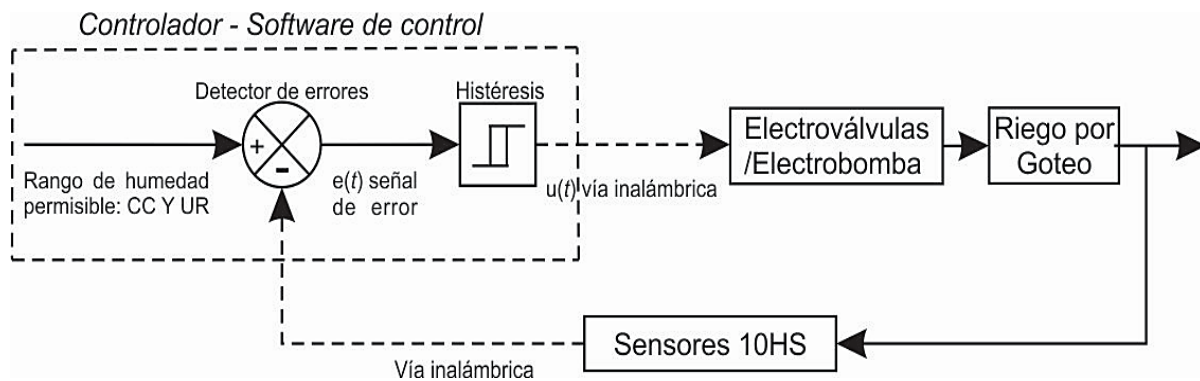 Controlador - Software de control
Detector de errores
Histéresis
+
-
Rango de humedad
permisible: CC Y UR
e(t) señal
de error
u(t) vía inalámbrica
Electroválvulas
/Electrobomba
Riego por
Goteo
Sensores 10HS
Vía inalámbrica